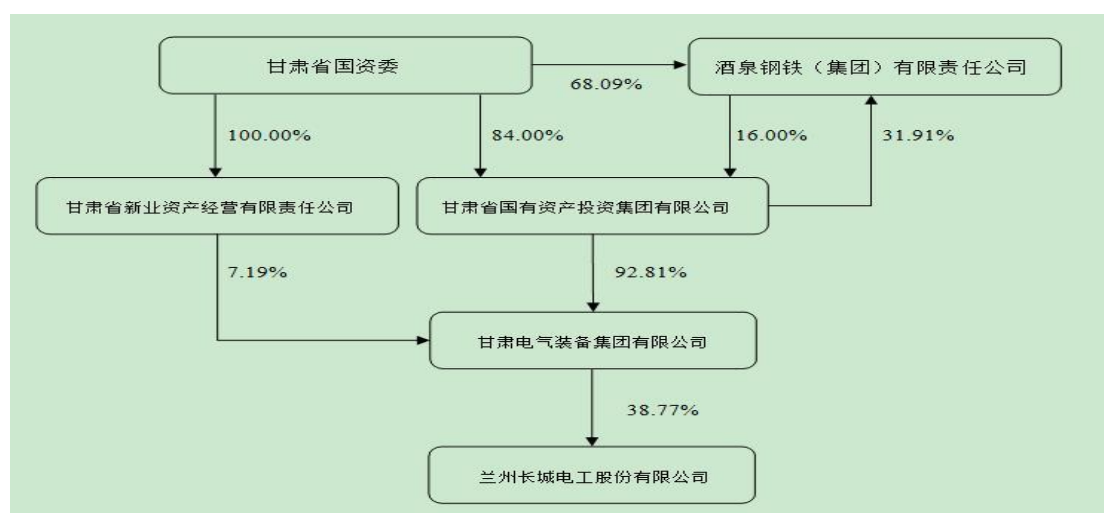 甘肃省国资委
酒泉钢铁（集团）有限责任公司
68.09%
100.00%
84.00%
16.00%
31.91%
甘肃省新业资产经营有限责任公司
甘肃省国有资产投资集团有限公司
7.19%
92.81%
甘肃电气装备集团有限公司
38.77%
兰州长城电工股份有限公司